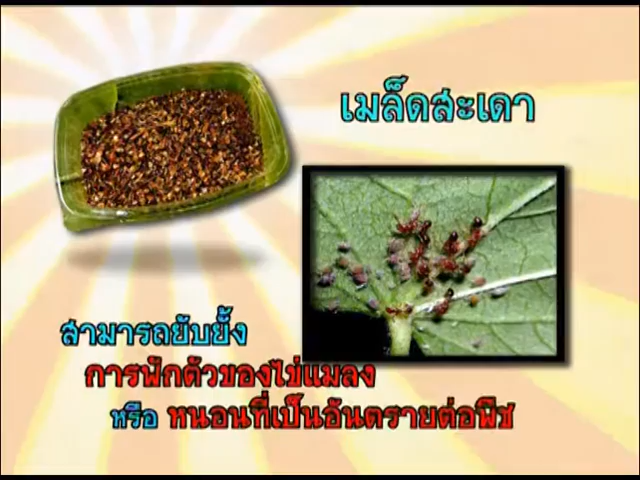 เมล็ดสะเดา
สามารถยับยั้ง
การฟักตัวของไข่แมลง
หรือ หนอนที่เป็นอันตรายต่อพืช